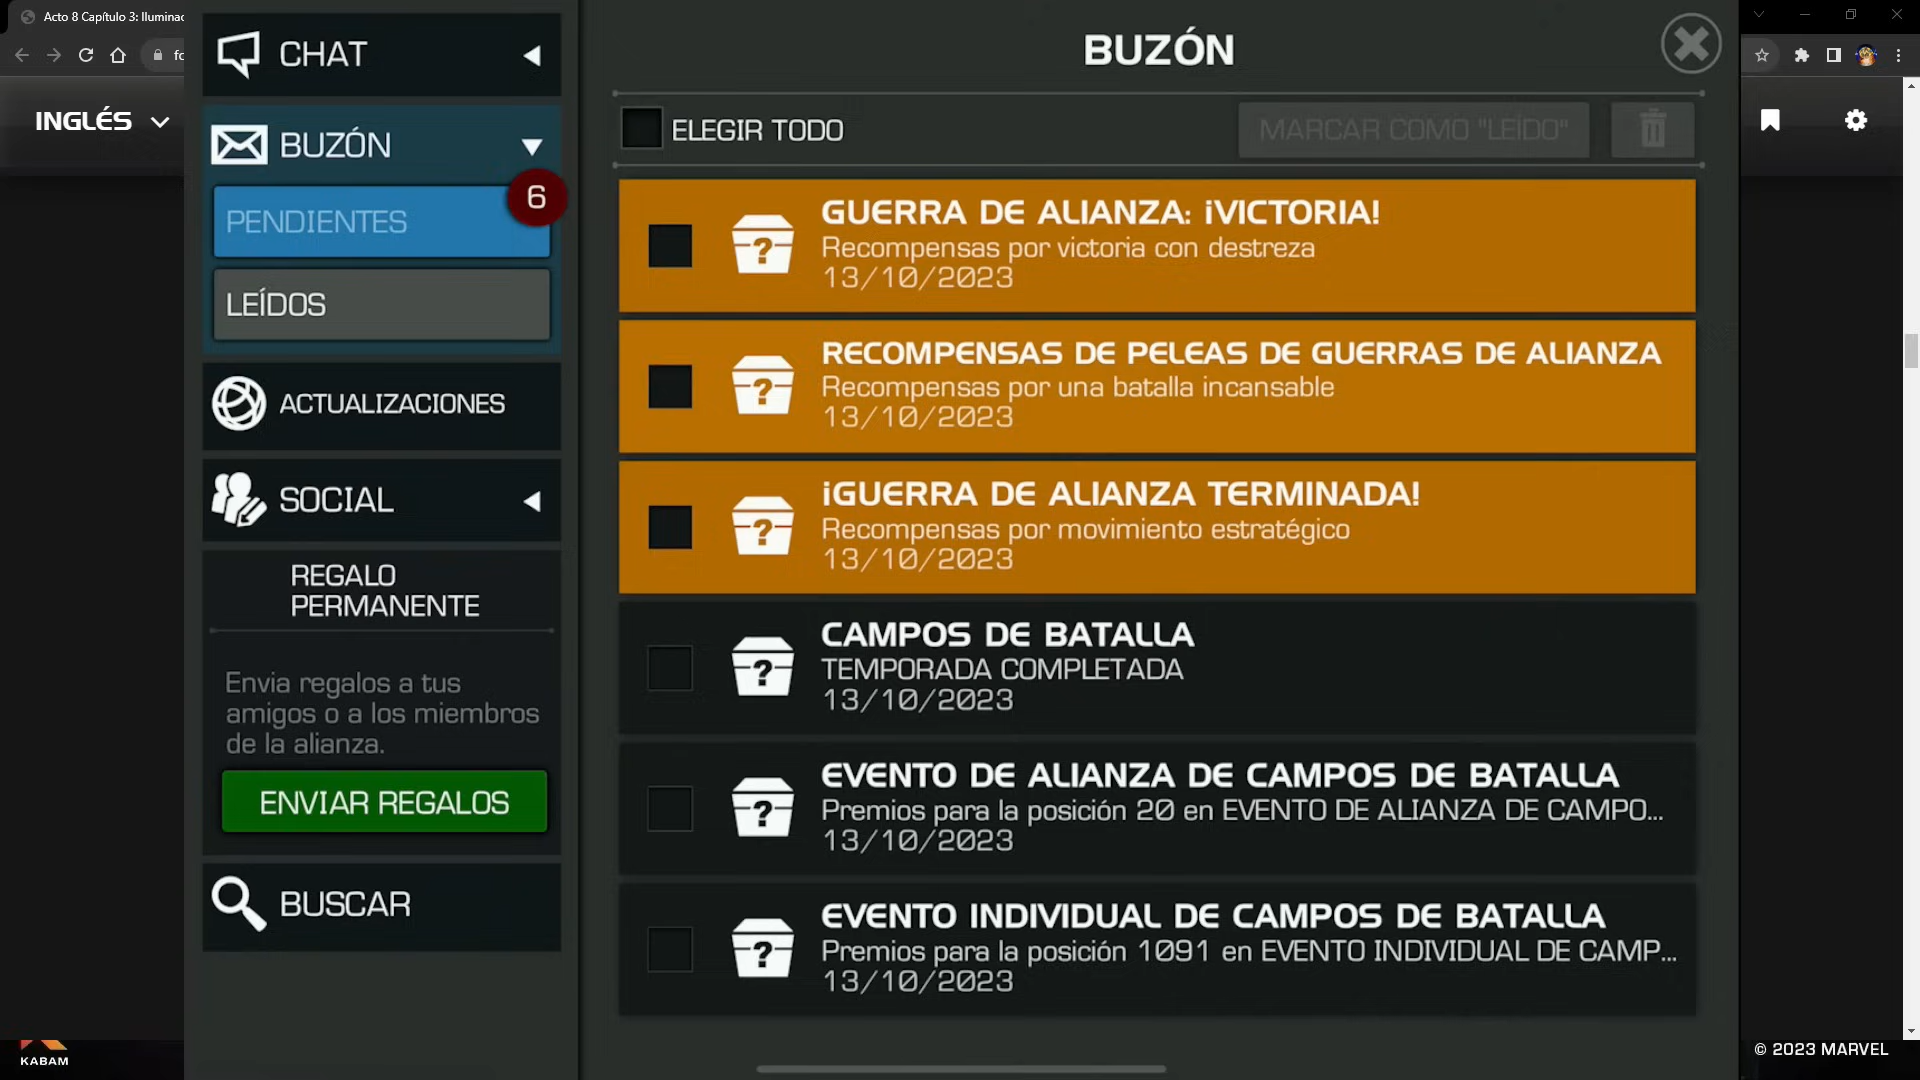 Acto 8 Capítulo 3: Iluminac
INGLÉS
CHAT
BUZÓN
PENDIENTES
6
LEÍDOS
ACTUALIZACIONES
SOCIAL
REGALO
PERMANENTE
Envia regalos a tus
amigos o a los miembros
de la alianza.
ENVIAR REGALOS
BUSCAR
KABAM
BUZÓN
ELEGIR TODO
MARCAR COMO "LEÍDO"
GUERRA DE ALIANZA: ¡VICTORIA!
Recompensas por victoria con destreza
13/10/2023
RECOMPENSAS DE PELEAS DE GUERRAS DE ALIANZA
Recompensas por una batalla incansable
13/10/2023
¡GUERRA DE ALIANZA TERMINADA!
Recompensas por movimiento estratégico
13/10/2023
CAMPOS DE BATALLA
TEMPORADA COMPLETADA
13/10/2023
EVENTO DE ALIANZA DE CAMPOS DE BATALLA
Premios para la posición 20 en EVENTO DE ALIANZA DE CAMPO...
13/10/2023
EVENTO INDIVIDUAL DE CAMPOS DE BATALLA
Premios para la posición 1091 en EVENTO INDIVIDUAL DE CAMP...
13/10/2023
© 2023 MARVEL